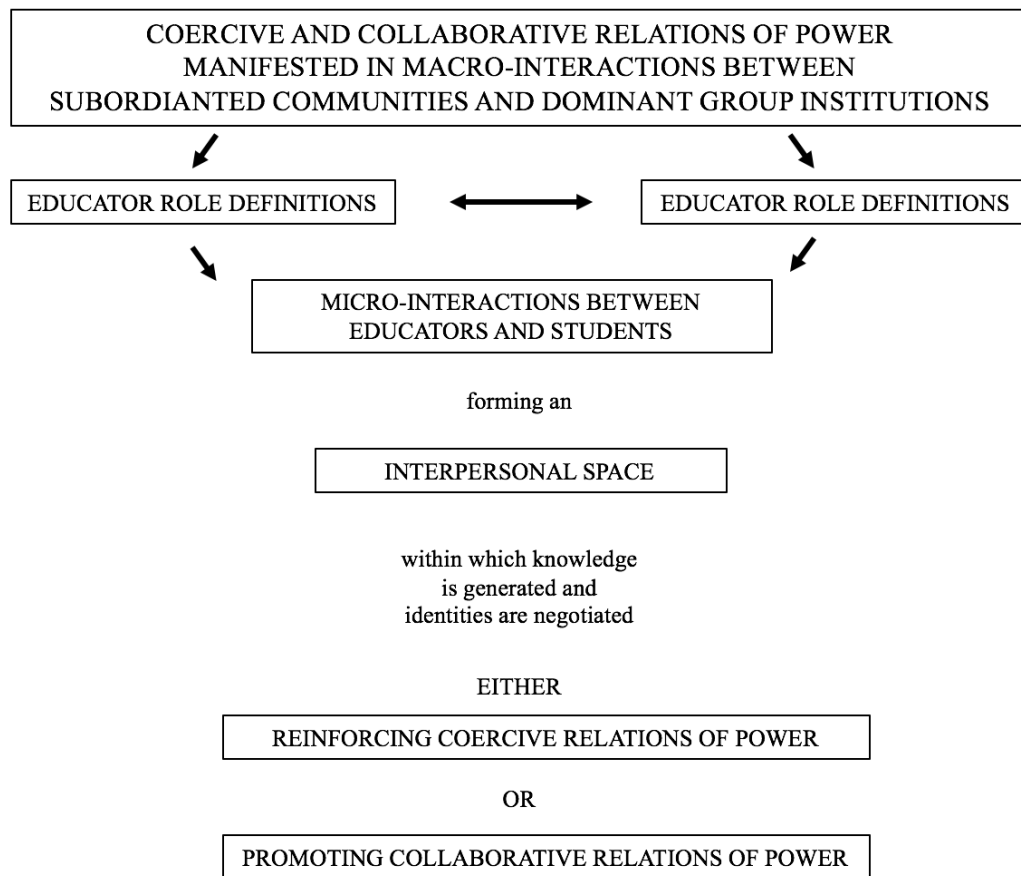 COERCIVE AND COLLABORATIVE RELATIONS OF POWER
MANIFESTED IN MACRO-INTERACTIONS BETWEEN
SUBORDIANTED COMMUNITIES AND DOMINANT GROUP INSTITUTIONS
EDUCATOR ROLE DEFINITIONS
EDUCATOR ROLE DEFINITIONS
MICRO-INTERACTIONS BETWEEN
EDUCATORS AND STUDENTS
forming an
INTERPERSONAL SPACE
within which knowledge
is generated and
identities are negotiated
EITHER
REINFORCING COERCIVE RELATIONS OF POWER
OR
PROMOTING COLLABORATIVE RELATIONS OF POWER